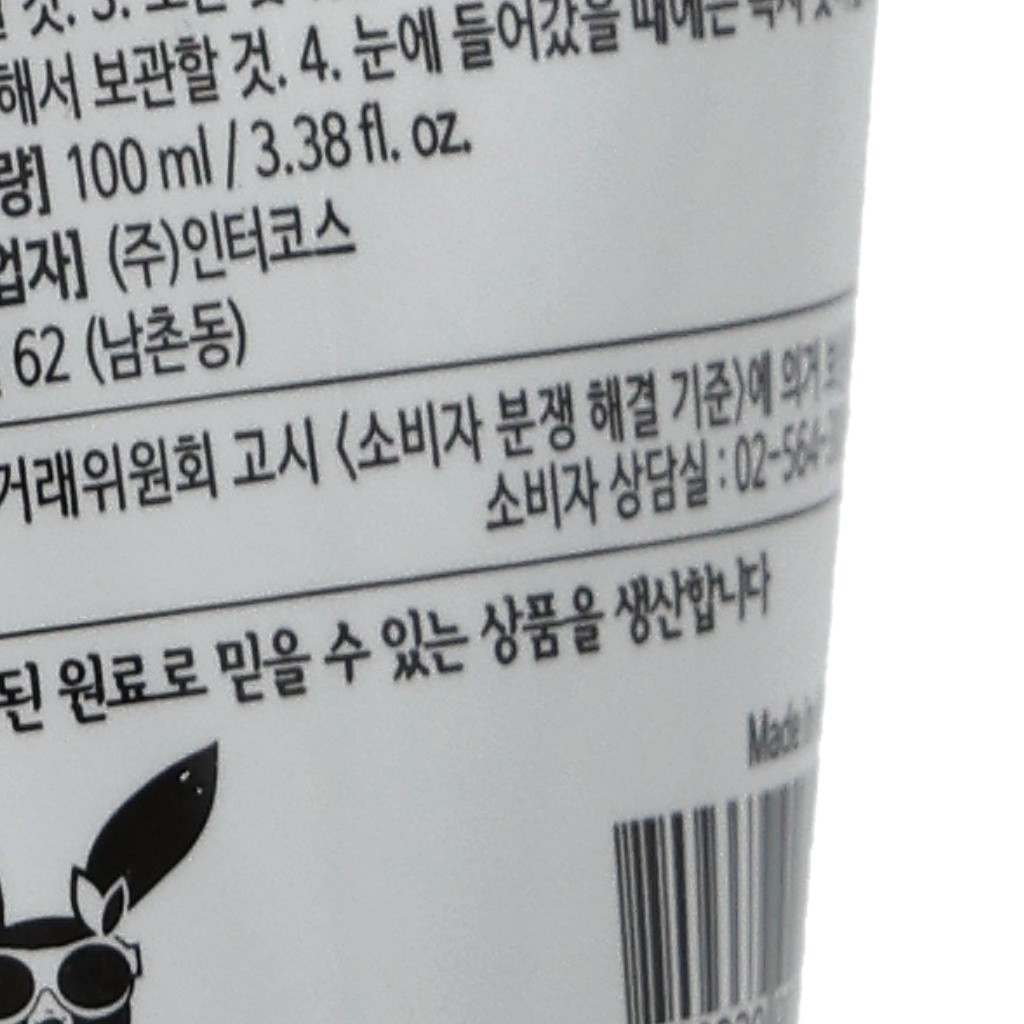 해서 보관할 것. 4. 눈에 들어갔을 때에는
량] 100 ml / 3.38 fl. oz.
업자] (주)인터코스
62 (남촌동)
거래위원회 고시 〈소비자 분쟁 해결 기준〉에 의거
소비자 상담실 : 02-564-
된 원료로 믿을 수 있는 상품을 생산합니다
Made in